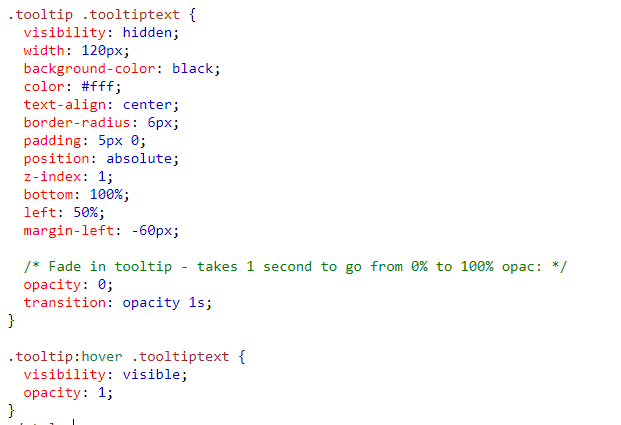 .tooltip .tooltiptext {
  visibility: hidden;
  width: 120px;
  background-color: black;
  color: #fff;
  text-align: center;
  border-radius: 6px;
  padding: 5px 0;
  position: absolute;
  z-index: 1;
  bottom: 100%;
  left: 50%;
  margin-left: -60px;

  /* Fade in tooltip - takes 1 second to go from 0% to 100% opac: */
  opacity: 0;
  transition: opacity 1s;
}

.tooltip:hover .tooltiptext {
  visibility: visible;
  opacity: 1;
}